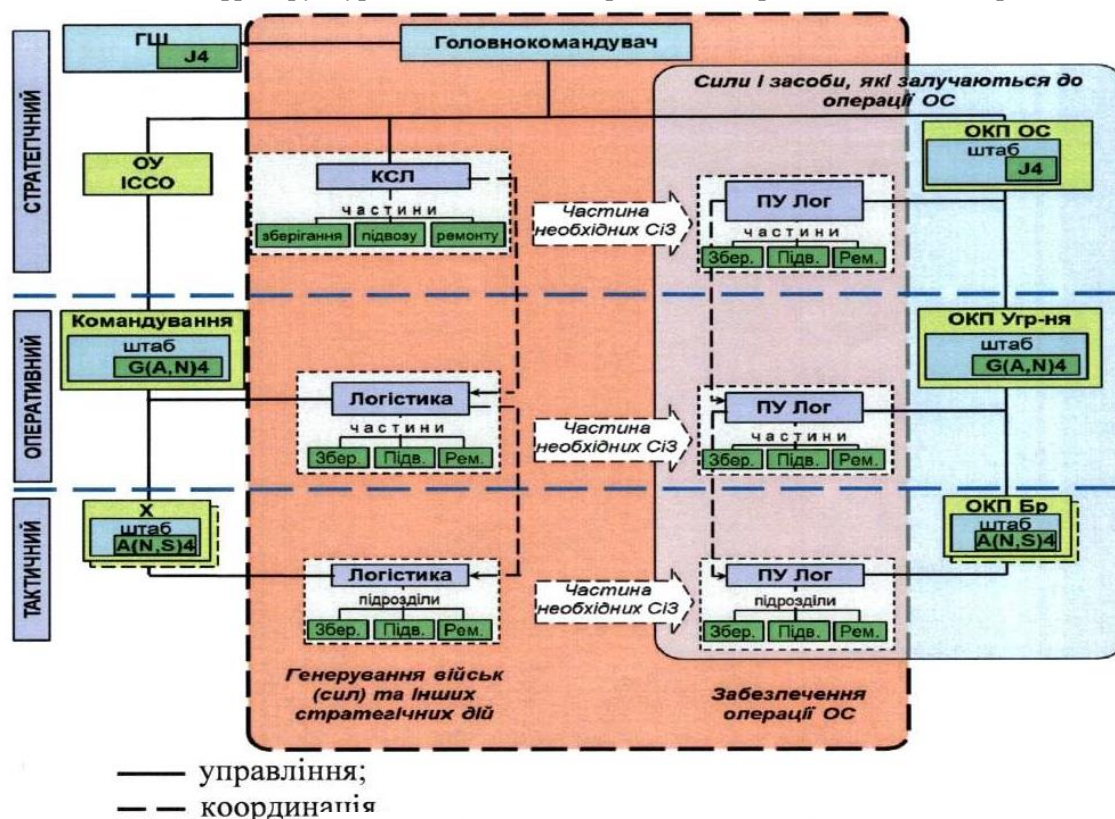 ГШ
J4
Головнокомандувач
Сили і засоби, які залучаються до
операції ОС
СТРАТЕГІЧНИЙ
ОУ
ІССО
КСЛ
частини
зберігання
підвозу
ремонту
Частина
необхідних СіЗ
ПУ Лог
частини
Збер.
Підв.
Рем.
ОКП ОС
штаб
J4
ОПЕРАТИВНИЙ
Командування
штаб
G(A,N)4
Логістика
частини
Збер.
Підв.
Рем.
Частина
необхідних СіЗ
ПУ Лог
частини
Збер.
Підв.
Рем.
ОКП Угр-ня
штаб
G(A,N)4
ТАКТИЧНИЙ
Х
штаб
A(N,S)4
Логістика
підрозділи
Збер.
Підв.
Рем.
Частина
необхідних СіЗ
ПУ Лог
підрозділи
Збер.
Підв.
Рем.
ОКП Бр
штаб
A(N,S)4
Генерування військ
(сил) та інших
стратегічних дій
Забезпечення
операції ОС
управління;
координація